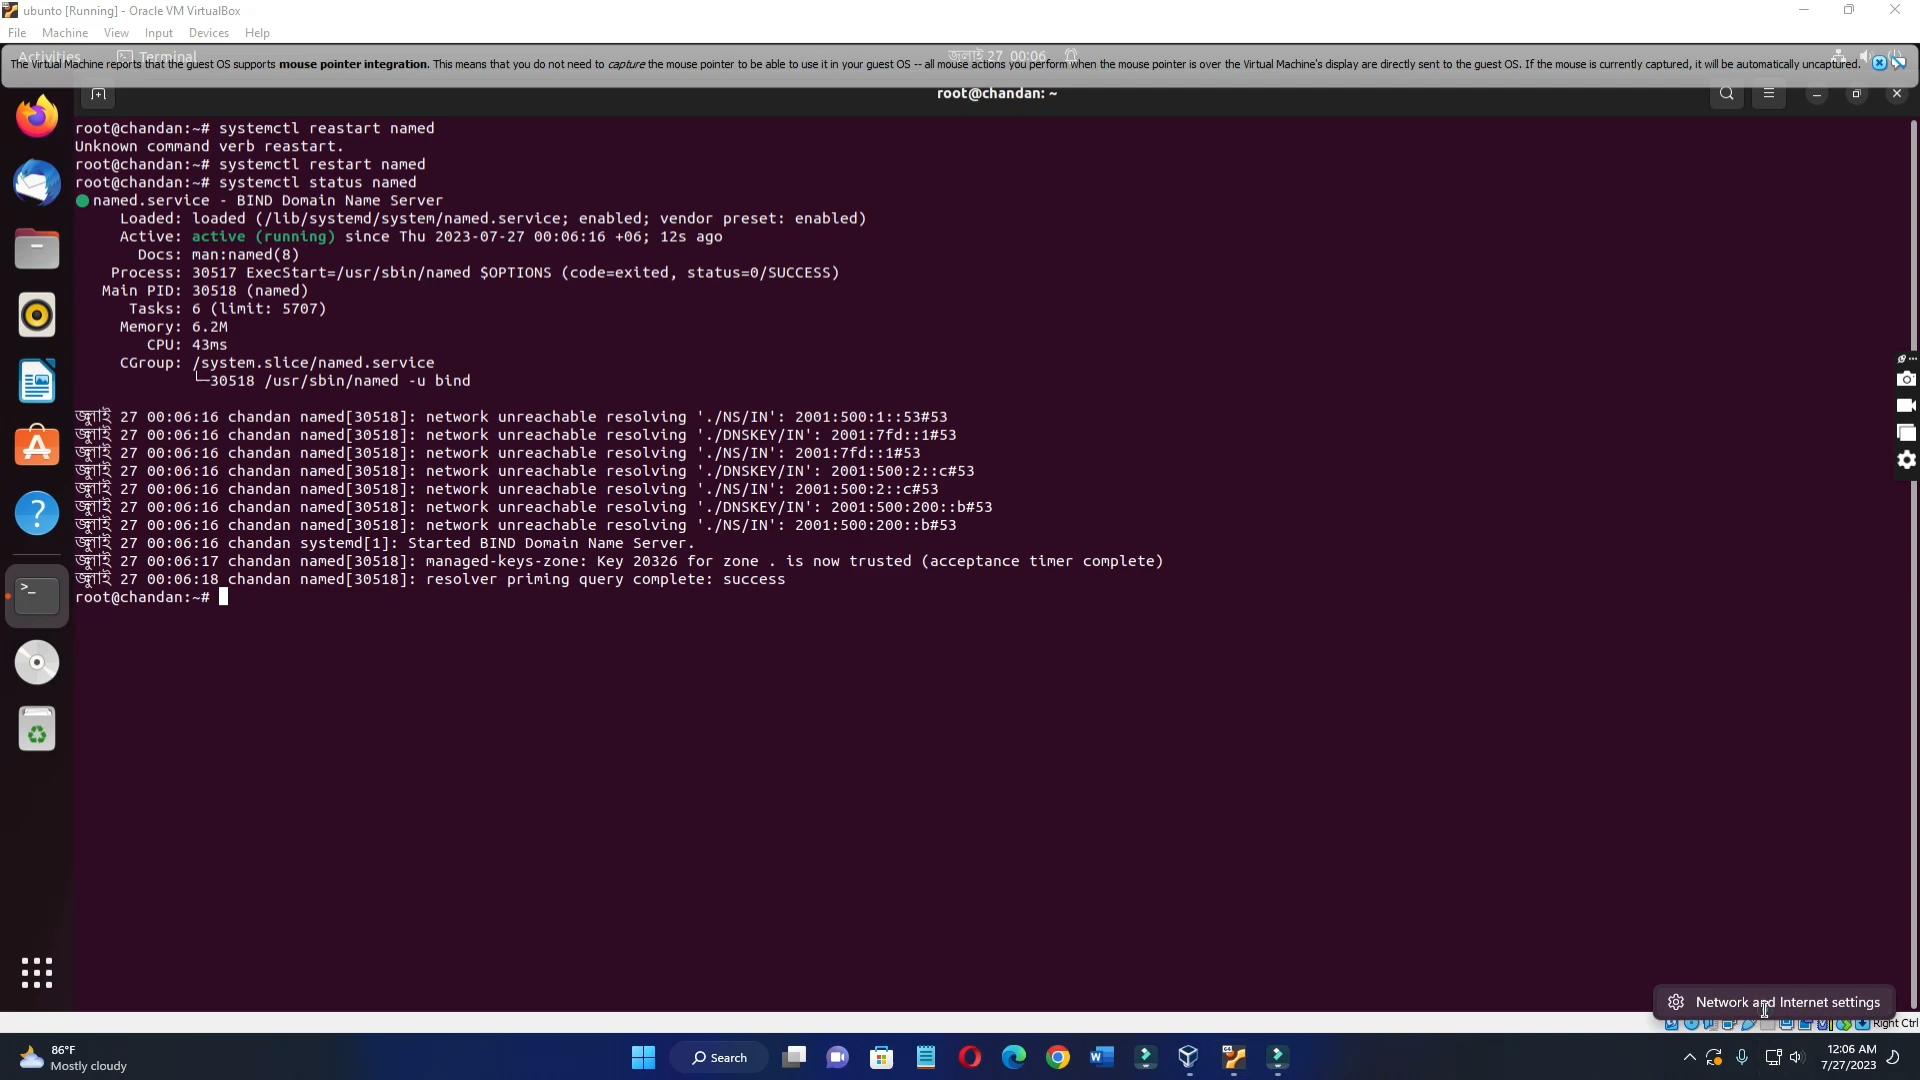 ubunto [Running] - Oracle VM VirtualBox
File Machine View Input Devices Help
Activities Terminal জুলাই 27 00:06
The Virtual Machine reports that the guest OS supports mouse pointer integration. This means that you do not need to capture the mouse pointer to be able to use it in your guest OS -- all mouse actions you perform when the mouse pointer is over the Virtual Machine's display are directly sent to the guest OS. If the mouse is currently captured, it will be automatically uncaptured.
root@chandan: ~
root@chandan:~# systemctl reastart named
Unknown command verb reastart.
root@chandan:~# systemctl restart named
root@chandan:~# systemctl status named
named.service - BIND Domain Name Server
Loaded: loaded (/lib/systemd/system/named.service; enabled; vendor preset: enabled)
Active: active (running) since Thu 2023-07-27 00:06:16 +06; 12s ago
Docs: man:named(8)
Process: 30517 ExecStart=/usr/sbin/named $OPTIONS (code=exited, status=0/SUCCESS)
Main PID: 30518 (named)
Tasks: 6 (limit: 5707)
Memory: 6.2M
CPU: 43ms
CGroup: /system.slice/named.service
└─30518 /usr/sbin/named -u bind
জুলাই 27 00:06:16 chandan named[30518]: network unreachable resolving './NS/IN': 2001:500:1::53#53
জুলাই 27 00:06:16 chandan named[30518]: network unreachable resolving './DNSKEY/IN': 2001:7fd::1#53
জুলাই 27 00:06:16 chandan named[30518]: network unreachable resolving './NS/IN': 2001:7fd::1#53
জুলাই 27 00:06:16 chandan named[30518]: network unreachable resolving './DNSKEY/IN': 2001:500:2::c#53
জুলাই 27 00:06:16 chandan named[30518]: network unreachable resolving './NS/IN': 2001:500:2::c#53
জুলাই 27 00:06:16 chandan named[30518]: network unreachable resolving './DNSKEY/IN': 2001:500:200::b#53
জুলাই 27 00:06:16 chandan named[30518]: network unreachable resolving './NS/IN': 2001:500:200::b#53
জুলাই 27 00:06:16 chandan systemd[1]: Started BIND Domain Name Server.
জুলাই 27 00:06:17 chandan named[30518]: managed-keys-zone: Key 20326 for zone . is now trusted (acceptance timer complete)
জুলাই 27 00:06:18 chandan named[30518]: resolver priming query complete: success
root@chandan:~#
Network and Internet settings
Right Ctrl
86°F
Mostly cloudy
Search
12:06 AM
7/27/2023